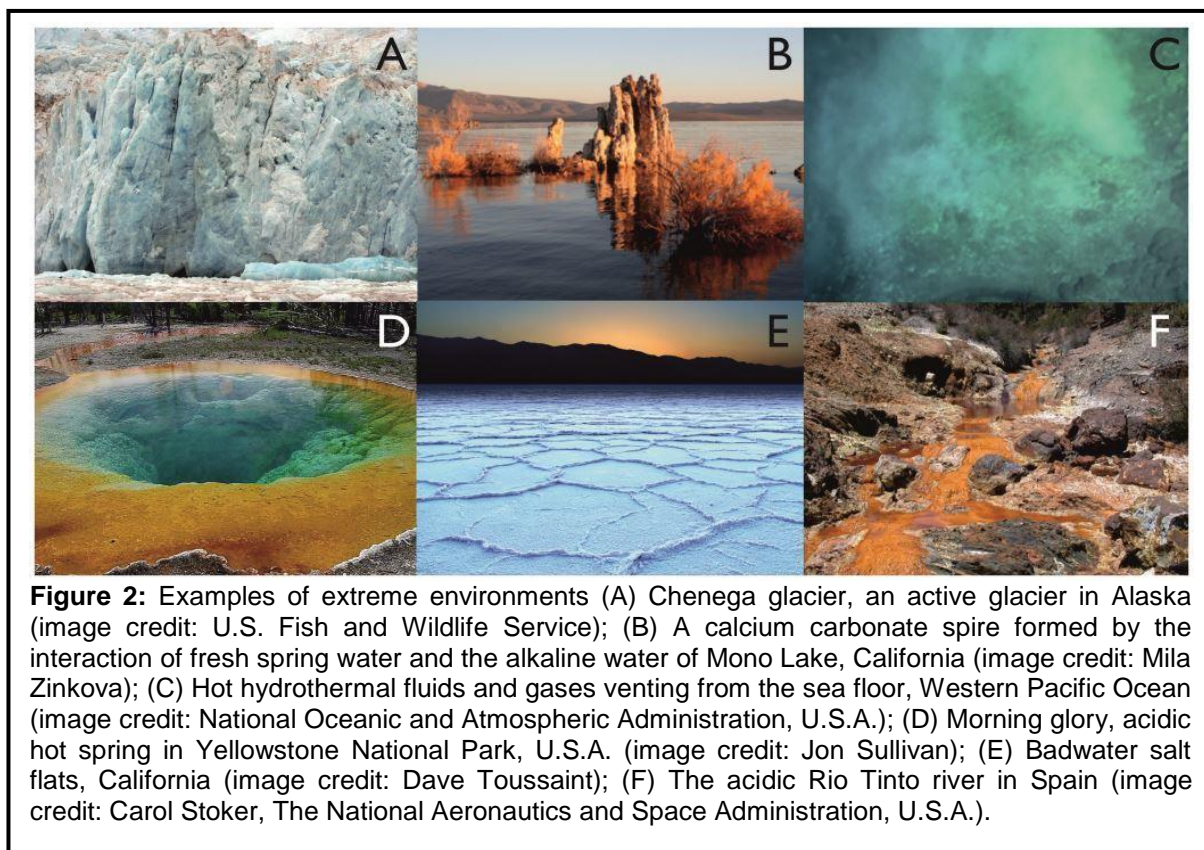 A
B
C
D
E
F
Figure 2: Examples of extreme environments (A) Chenega glacier, an active glacier in Alaska
(image credit: U.S. Fish and Wildlife Service); (B) A calcium carbonate spire formed by the
interaction of fresh spring water and the alkaline water of Mono Lake, California (image credit: Mila
Zinkova); (C) Hot hydrothermal fluids and gases venting from the sea floor, Western Pacific Ocean
(image credit: National Oceanic and Atmospheric Administration, U.S.A.); (D) Morning glory, acidic
hot spring in Yellowstone National Park, U.S.A. (image credit: Jon Sullivan); (E) Badwater salt
flats, California (image credit: Dave Toussaint); (F) The acidic Rio Tinto river in Spain (image
credit: Carol Stoker, The National Aeronautics and Space Administration, U.S.A.).